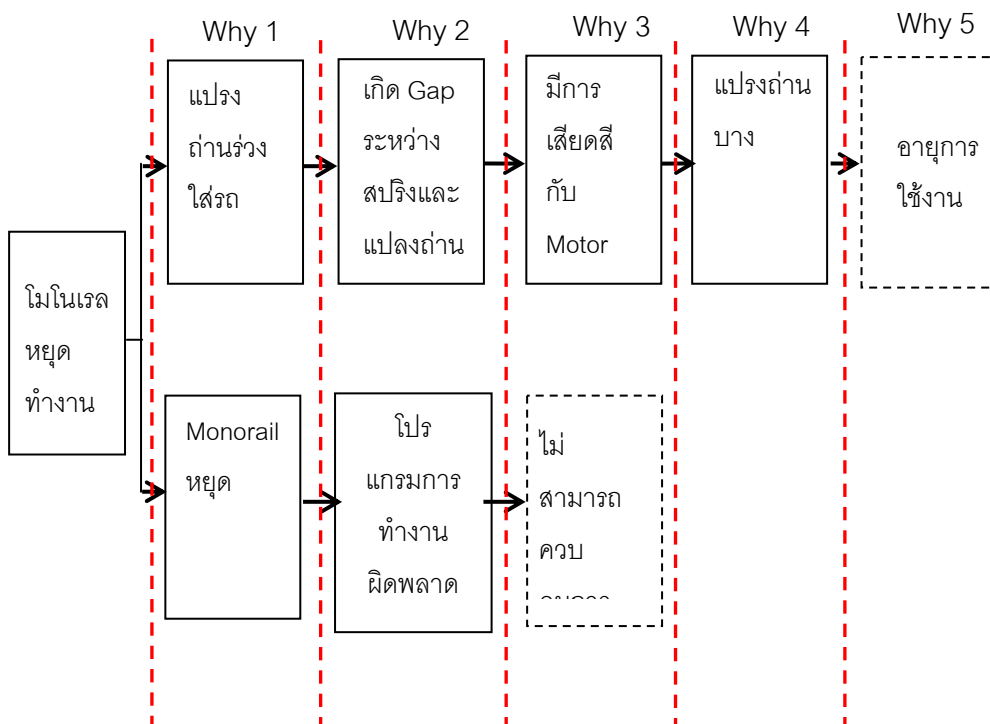 Why 1
Why 2
Why 3
Why 4
Why 5
แปรง
ถ่านร่วง
ใส่รถ
เกิด Gap
ระหว่าง
สปริงและ
แปลงถ่าน
มีการ
เสียดสี
กับ
Motor
แปรงถ่าน
บาง
อายุการ
ใช้งาน
โมโนเรล
หยุด
ทำงาน
Monorail
หยุด
โปร
แกรมการ
ทำงาน
ผิดพลาด
ไม่
สามารถ
ควบ